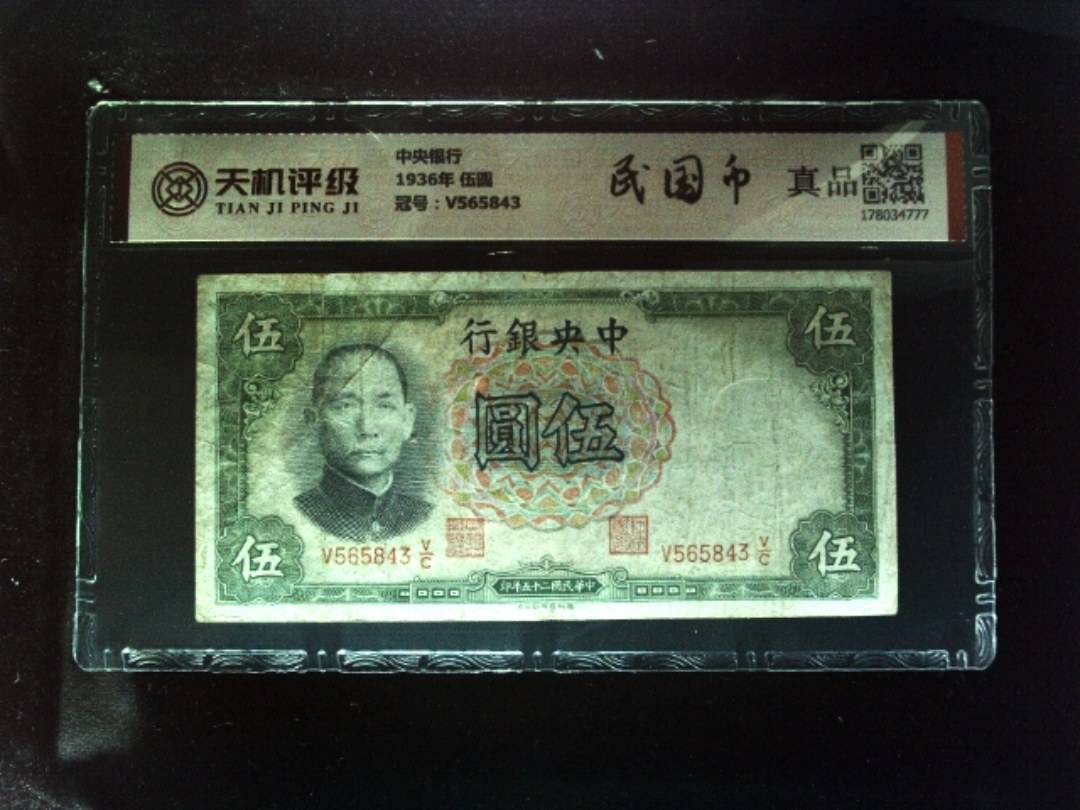 天机评级
TIAN JI PING JI
中央银行
1936年 伍圆
冠号：V565843
民国币
真品
178034777
伍
伍
行銀央中
圓伍
V565843 V/C
V565843 V/C
伍
伍
印年五十二國民華中